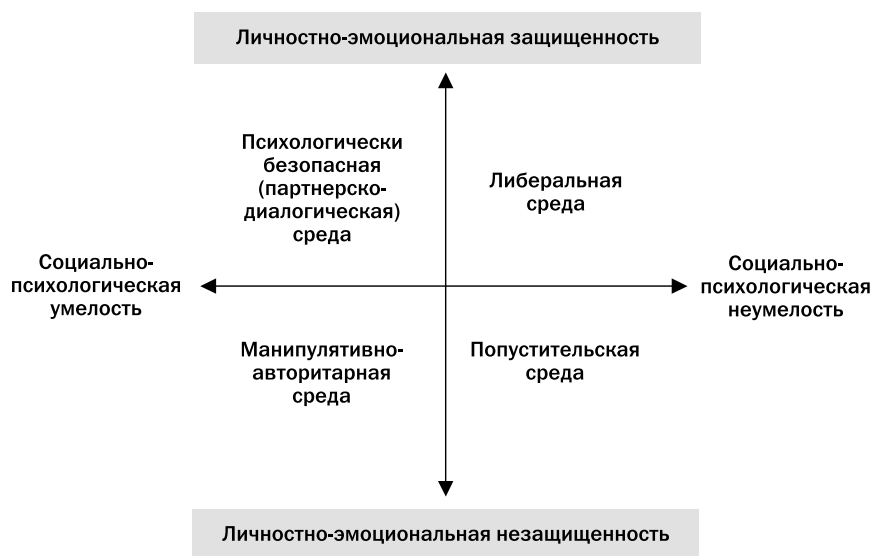 Личностно-эмоциональная защищенность
Психологически
безопасная
(партнерско-
диалогическая)
среда
Либеральная
среда
Социально-
психологическая
умелость
Социально-
психологическая
неумелость
Манипулятивно-
авторитарная
среда
Попустительская
среда
Личностно-эмоциональная незащищенность